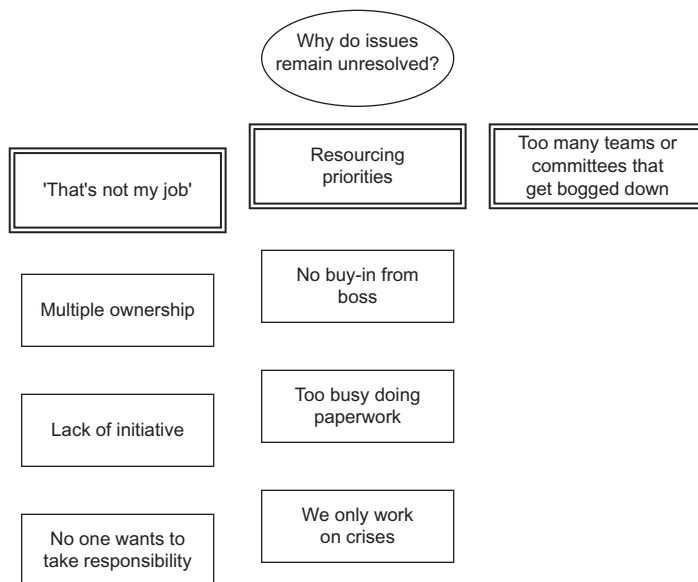 Why do issues
remain unresolved?
'That's not my job'
Resourcing
priorities
Too many teams or
committees that
get bogged down
Multiple ownership
No buy-in from
boss
Lack of initiative
Too busy doing
paperwork
No one wants to
take responsibility
We only work
on crises